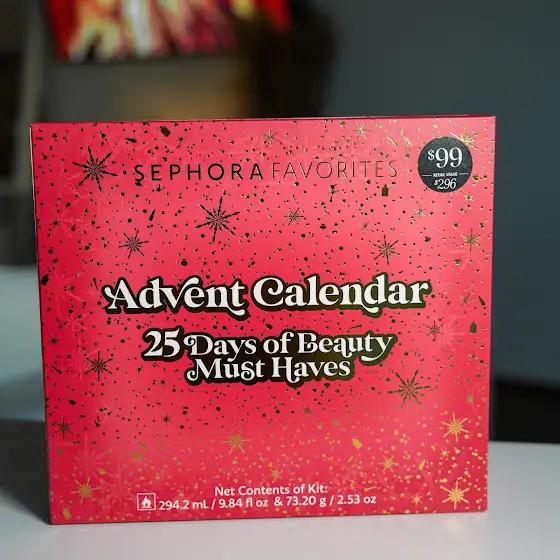 SEPHORA FAVORITES
$99
RETAIL VALUE
$296
Advent Calendar
25 Days of Beauty
Must Haves
Net Contents of Kit:
294.2 mL / 9.84 fl oz & 73.20 g / 2.53 oz